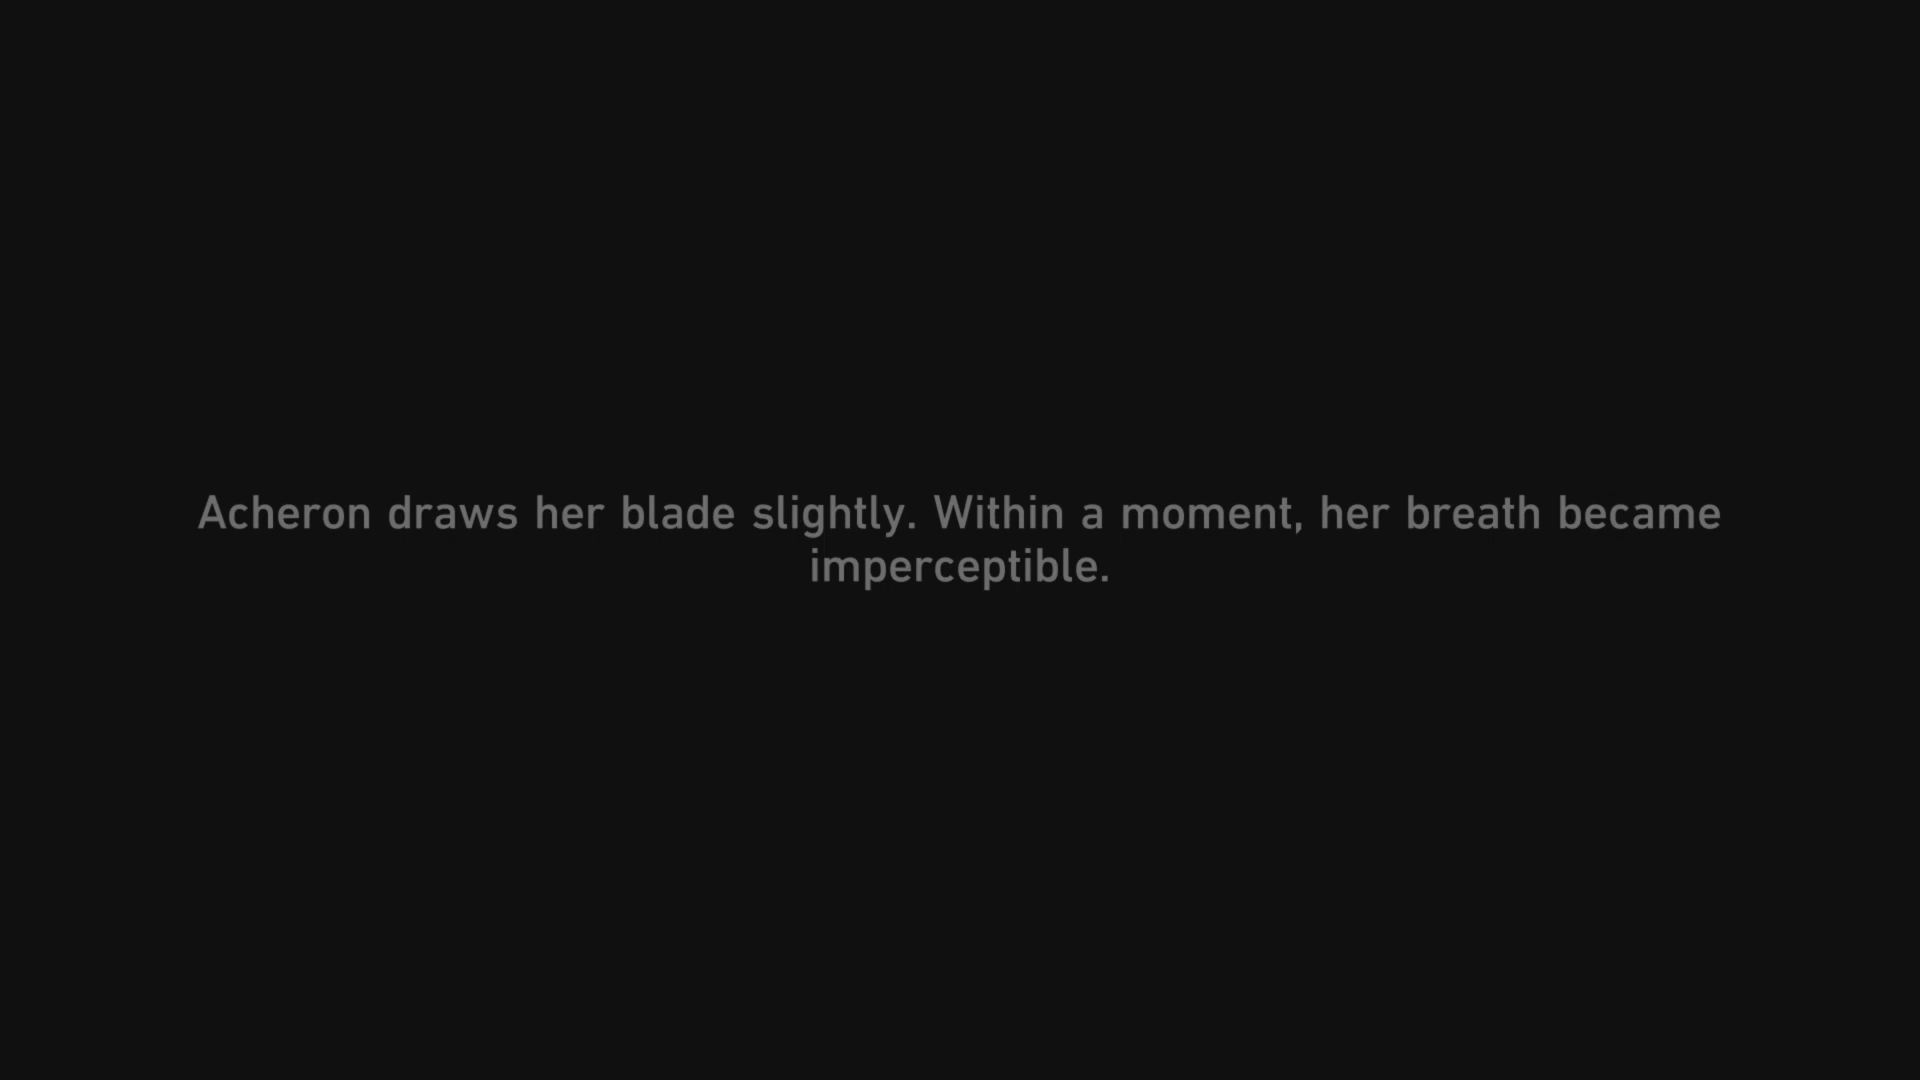 Acheron draws her blade slightly. Within a moment, her breath became
imperceptible.